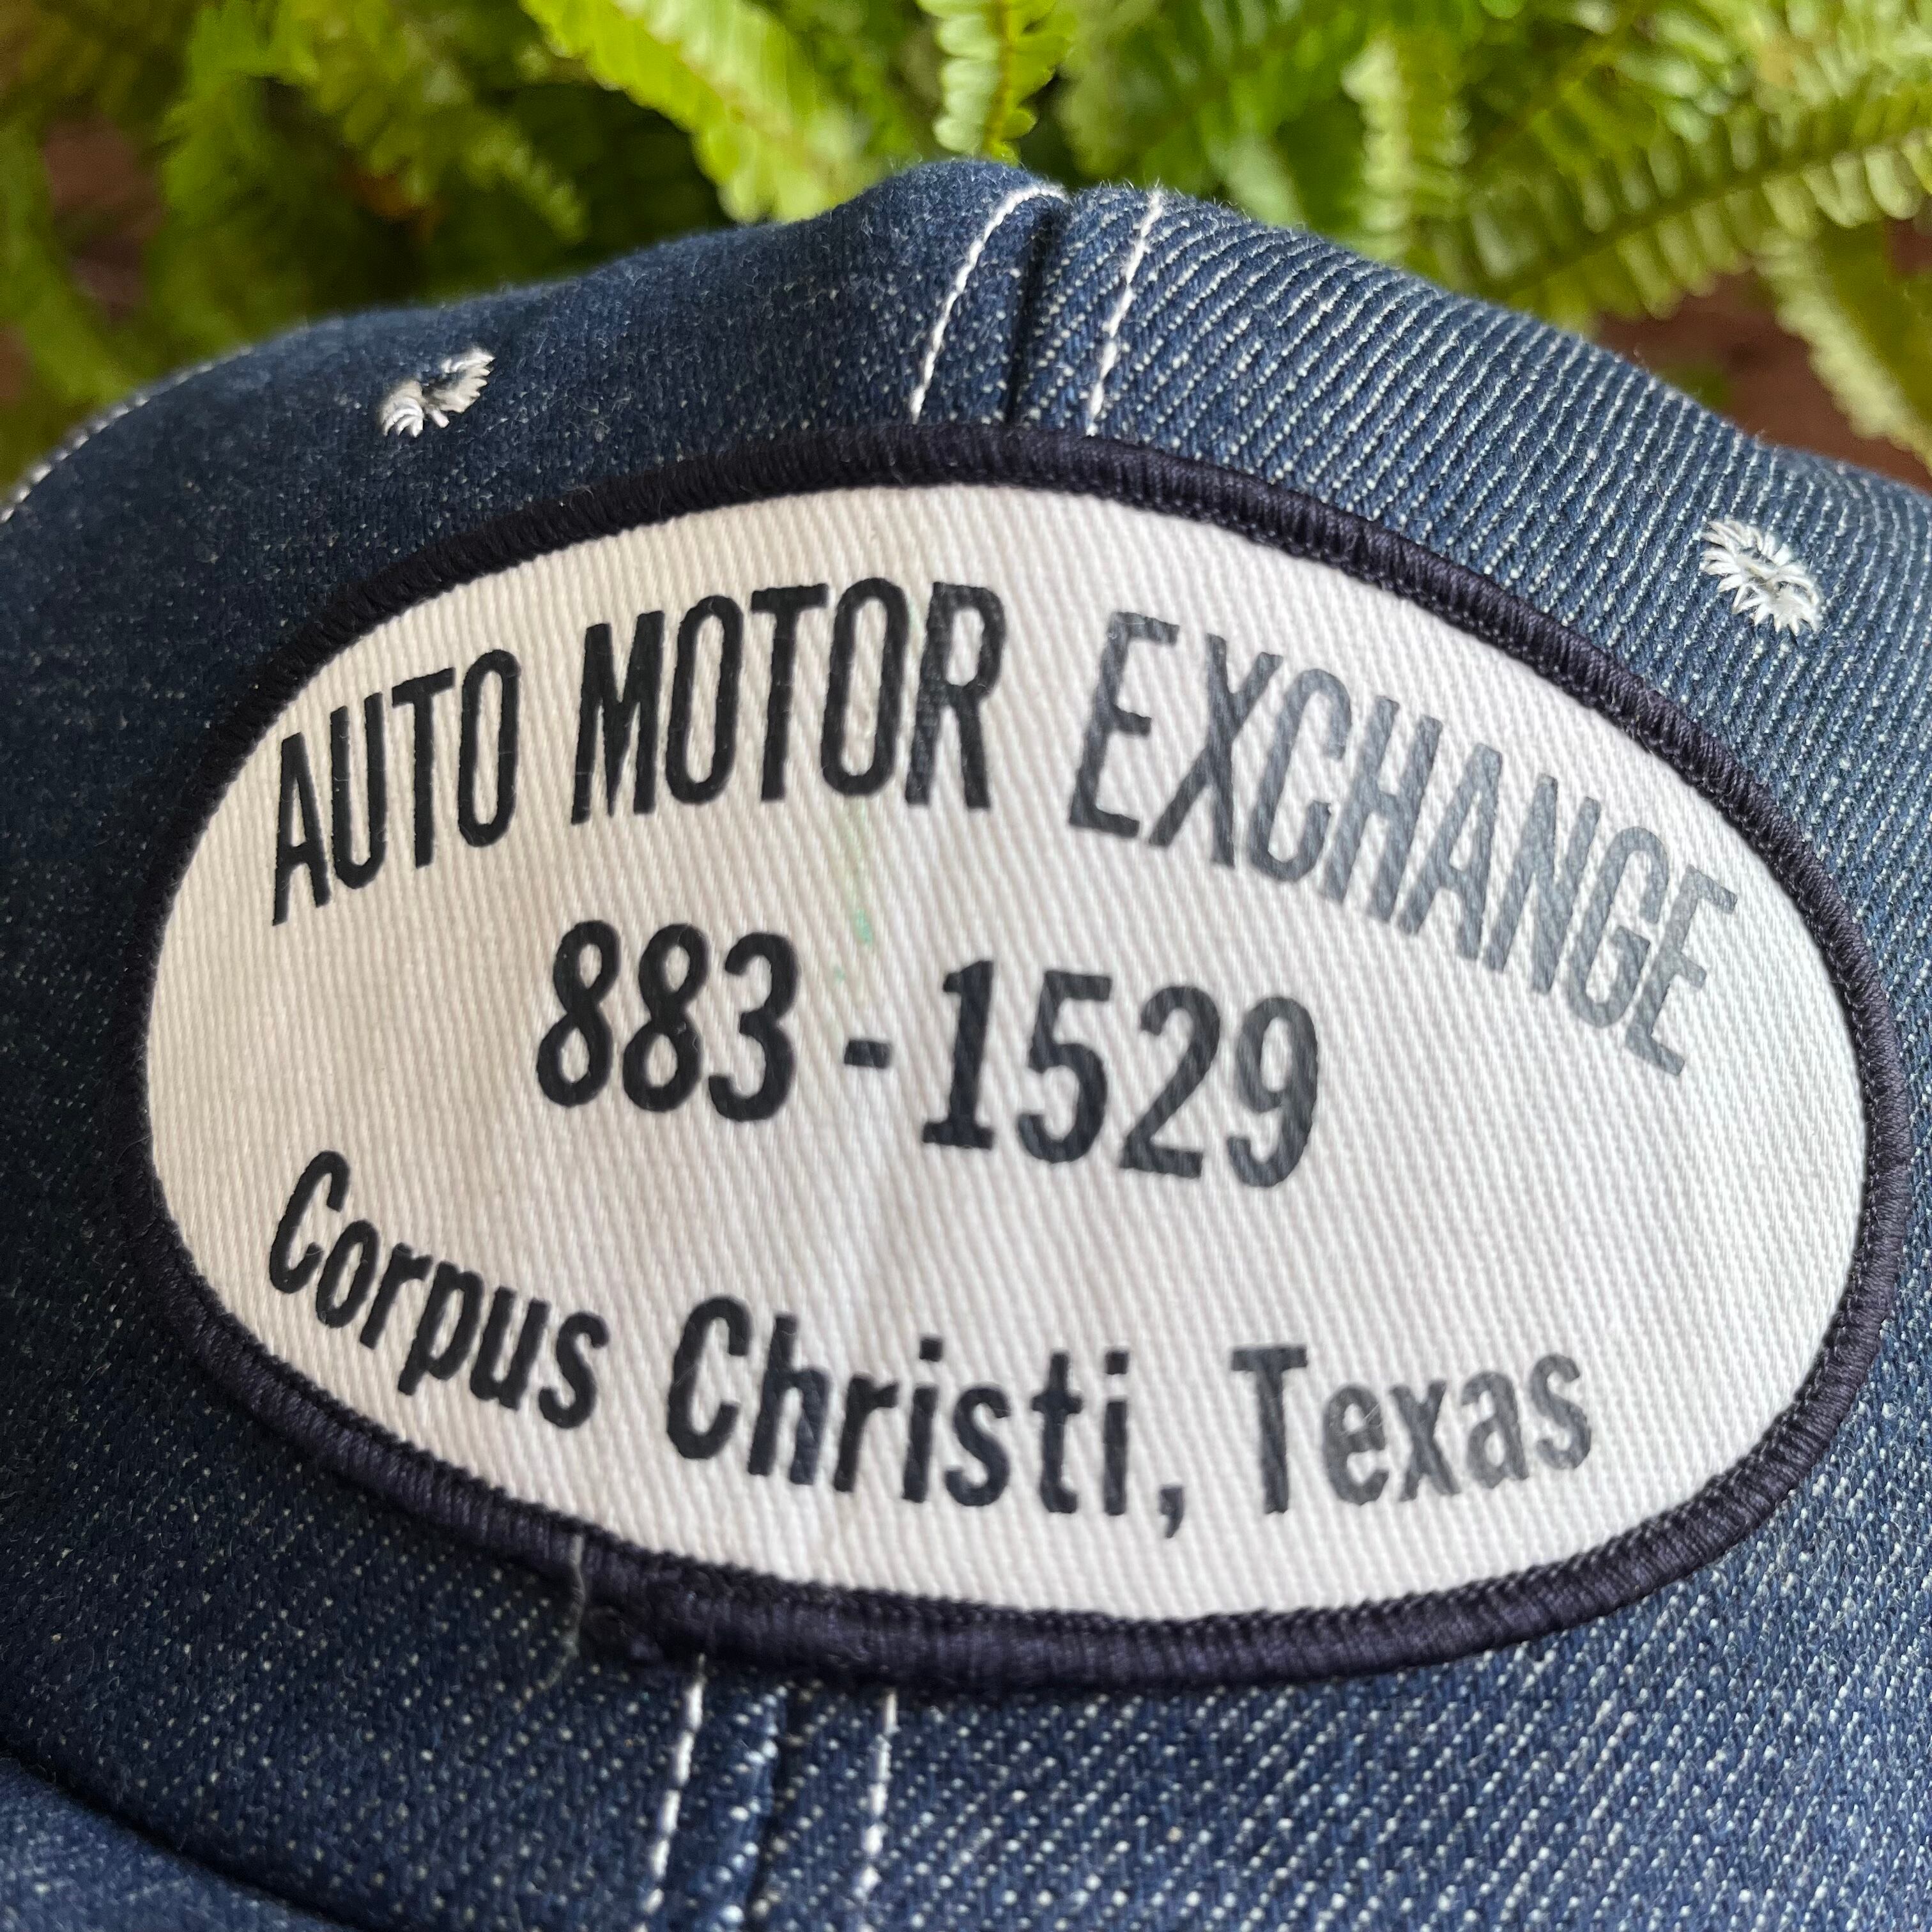 AUTO MOTOR EXCHANGE
883-1529
Corpus Christi, Texas